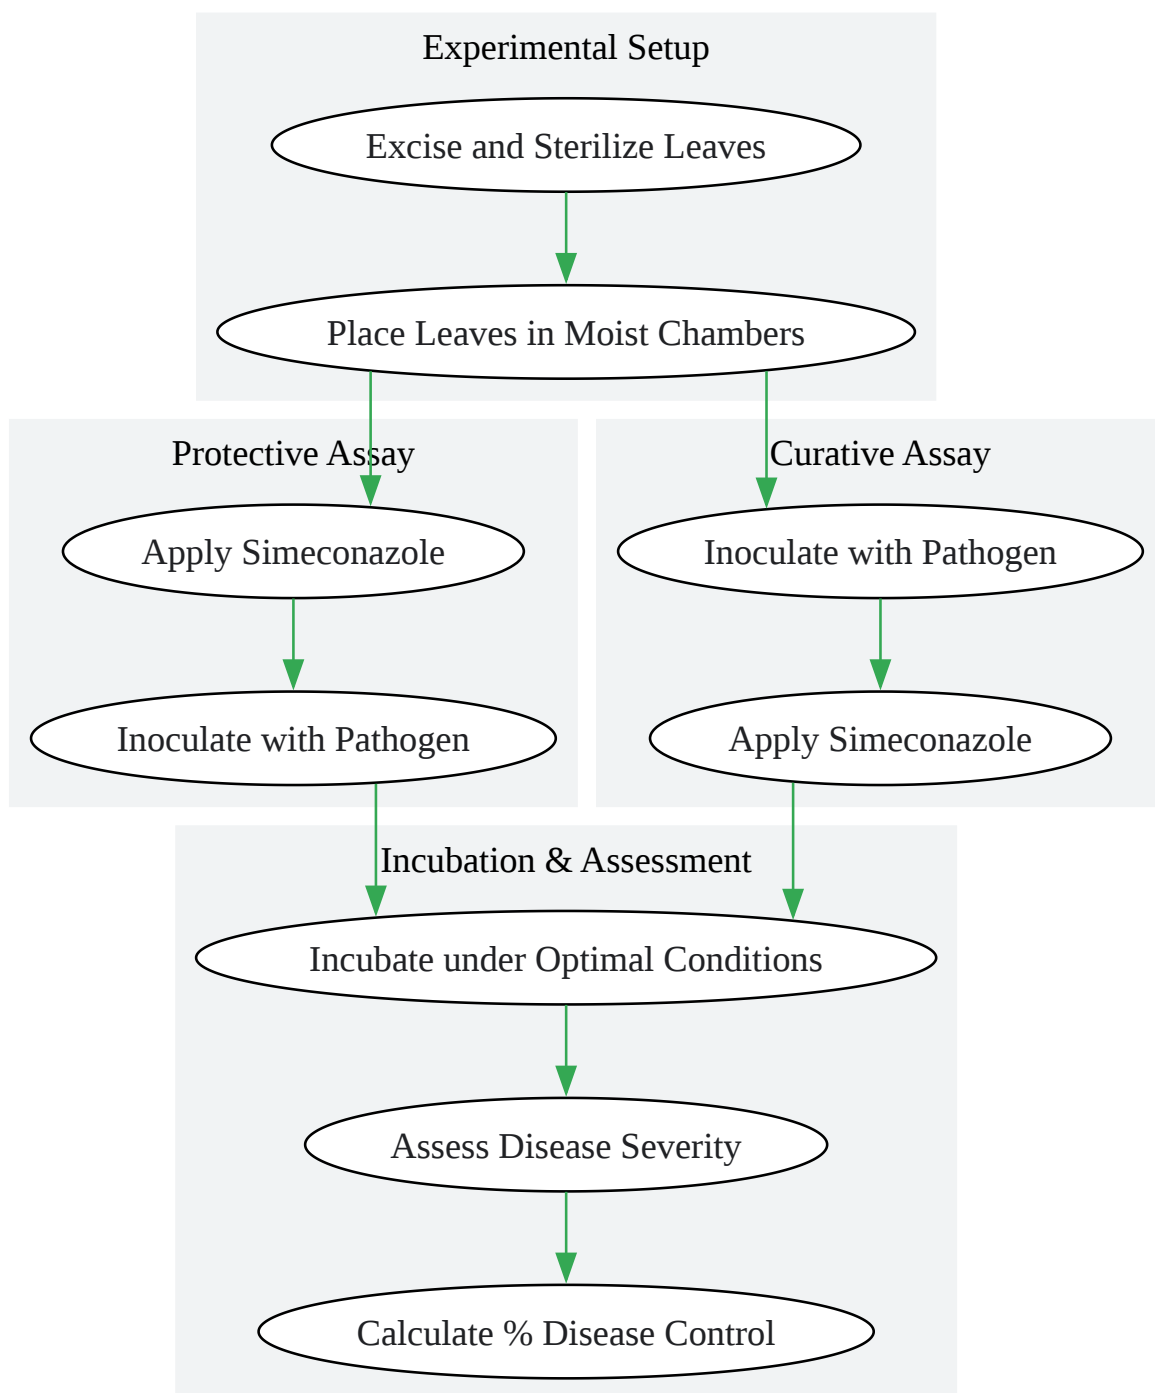 Experimental Setup
Excise and Sterilize Leaves
Place Leaves in Moist Chambers
Protective Assay
Apply Simeconazole
Inoculate with Pathogen
Curative Assay
Inoculate with Pathogen
Apply Simeconazole
Incubation & Assessment
Incubate under Optimal Conditions
Assess Disease Severity
Calculate % Disease Control